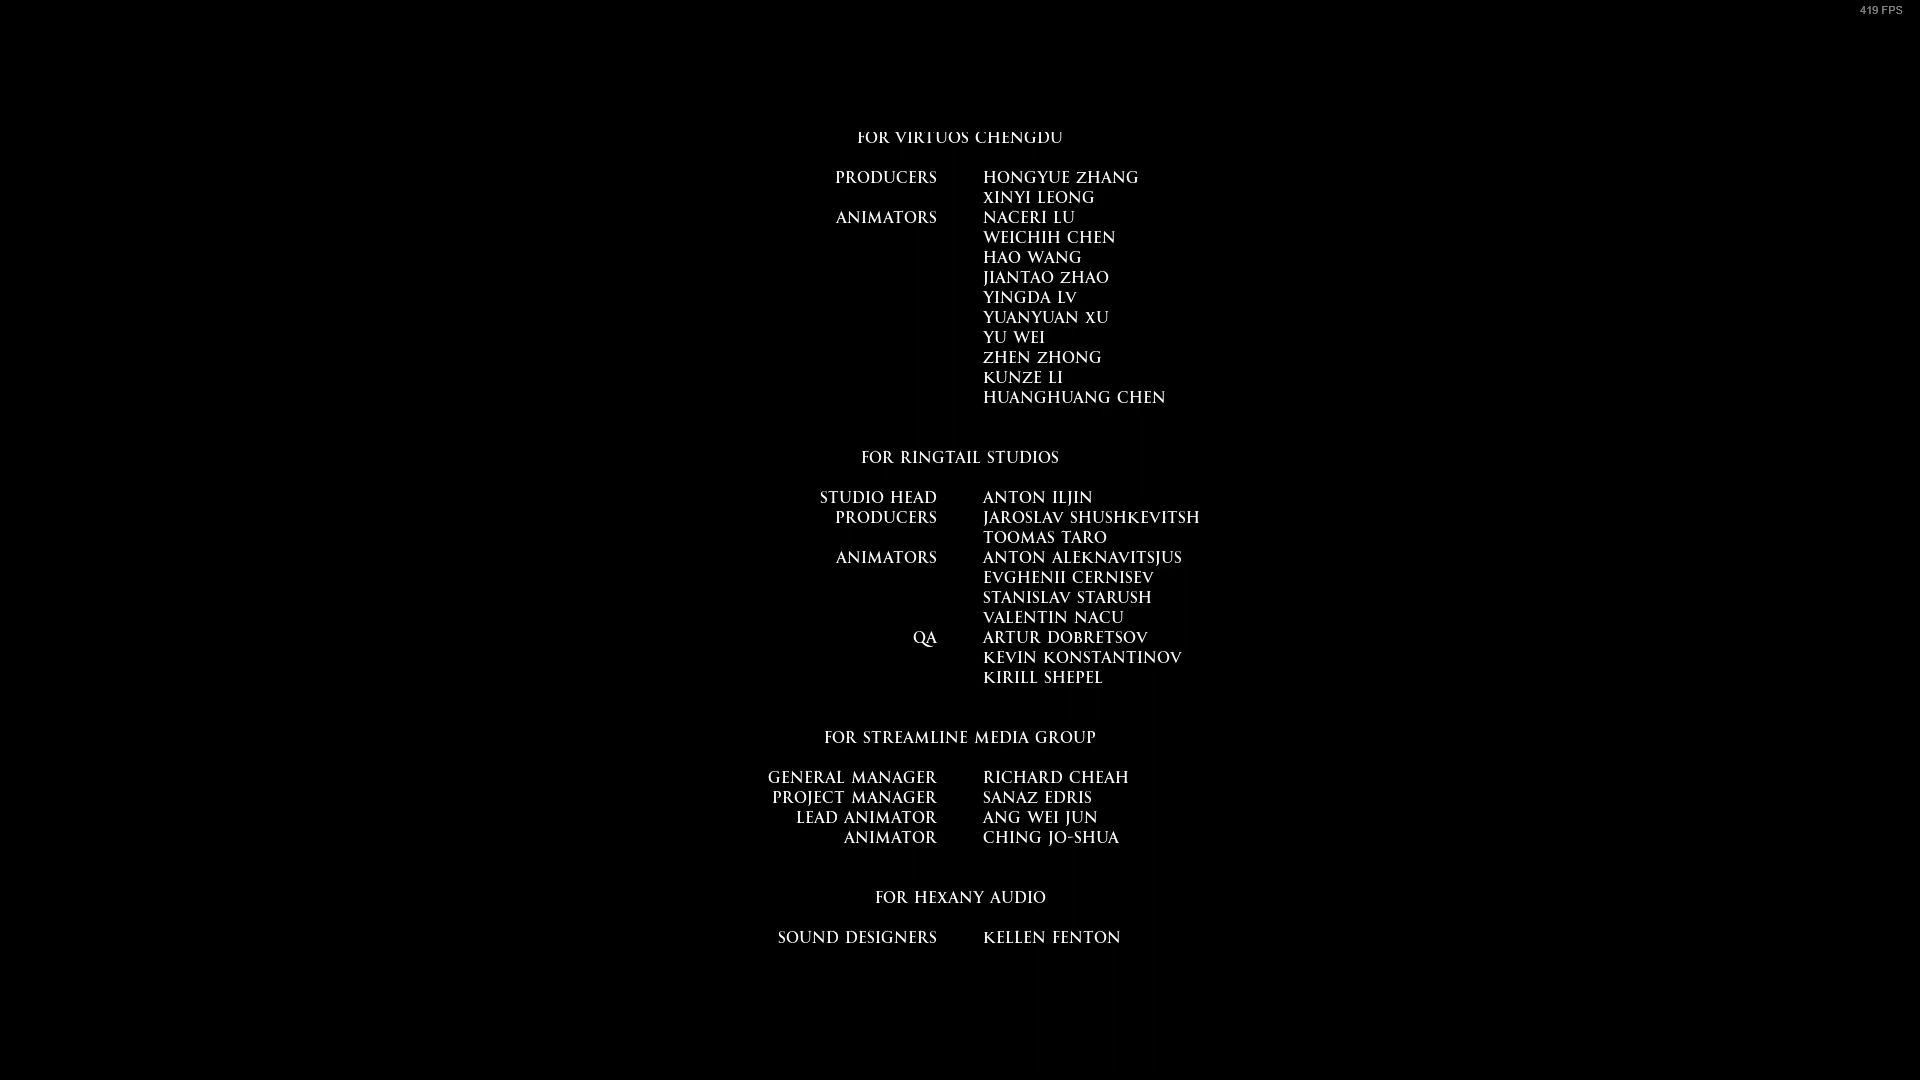 419 FPS
FOR VIRTUOS CHENGDU
PRODUCERS HONGYUE ZHANG
XINYI LEONG
ANIMATORS NACERI LU
WEICHIH CHEN
HAO WANG
JIANTAO ZHAO
YINGDA LV
YUANYUAN XU
YU WEI
ZHEN ZHONG
KUNZE LI
HUANGHUANG CHEN
FOR RINGTAIL STUDIOS
STUDIO HEAD ANTON ILJIN
PRODUCERS JAROSLAV SHUSHKEVITSH
TOOMAS TARO
ANIMATORS ANTON ALEKNAVITSJUS
EVGHENII CERNISEV
STANISLAV STARUSH
VALENTIN NACU
QA ARTUR DOBRETSOV
KEVIN KONSTANTINOV
KIRILL SHEPEL
FOR STREAMLINE MEDIA GROUP
GENERAL MANAGER RICHARD CHEAH
PROJECT MANAGER SANAZ EDRIS
LEAD ANIMATOR ANG WEI JUN
ANIMATOR CHING JO-SHUA
FOR HEXANY AUDIO
SOUND DESIGNERS KELLEN FENTON